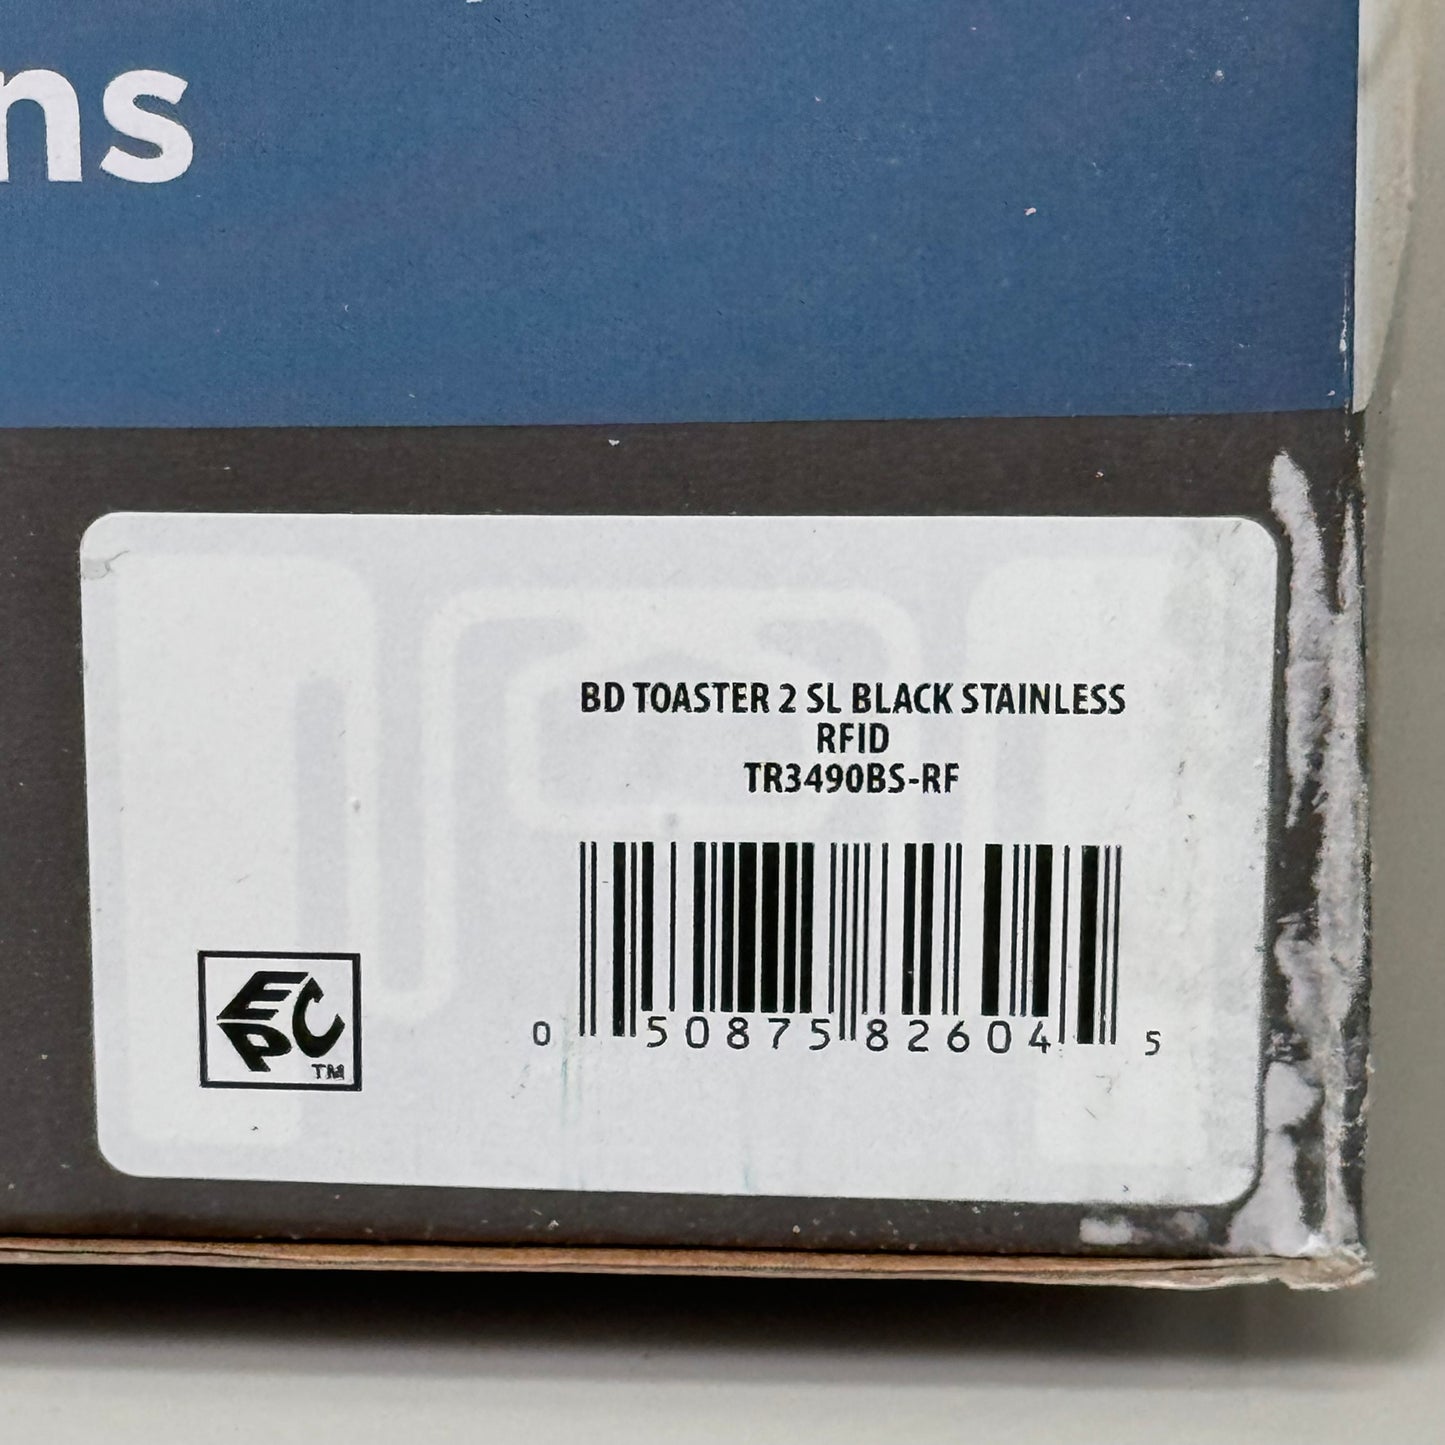 ns
BD TOASTER 2 SL BLACK STAINLESS
RFID
TR3490BS-RF
EPC
TM
0 50875 82604 5